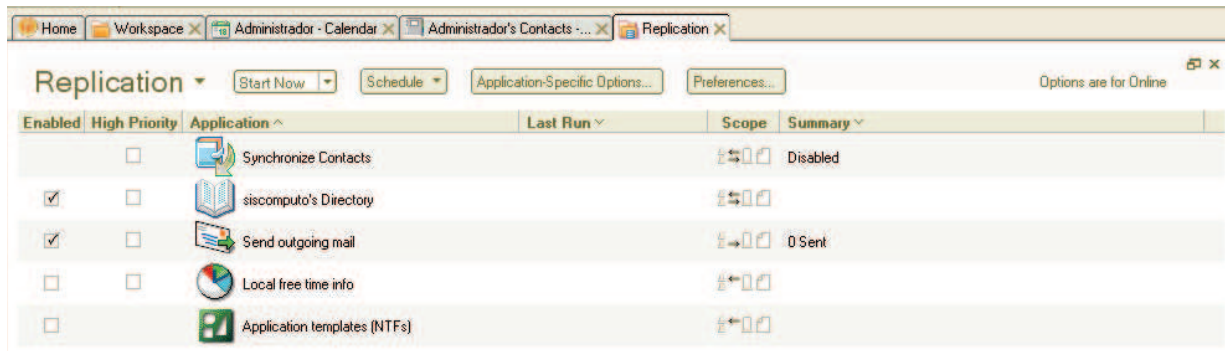 Home Workspace Administrador - Calendar Administrador's Contacts -... Replication
Replication Start Now Schedule Application-Specific Options... Preferences... Options are for Online
Enabled High Priority Application Last Run Scope Summary
Synchronize Contacts Disabled
siscomputo's Directory
Send outgoing mail 0 Sent
Local free time info
Application templates (NTFs)